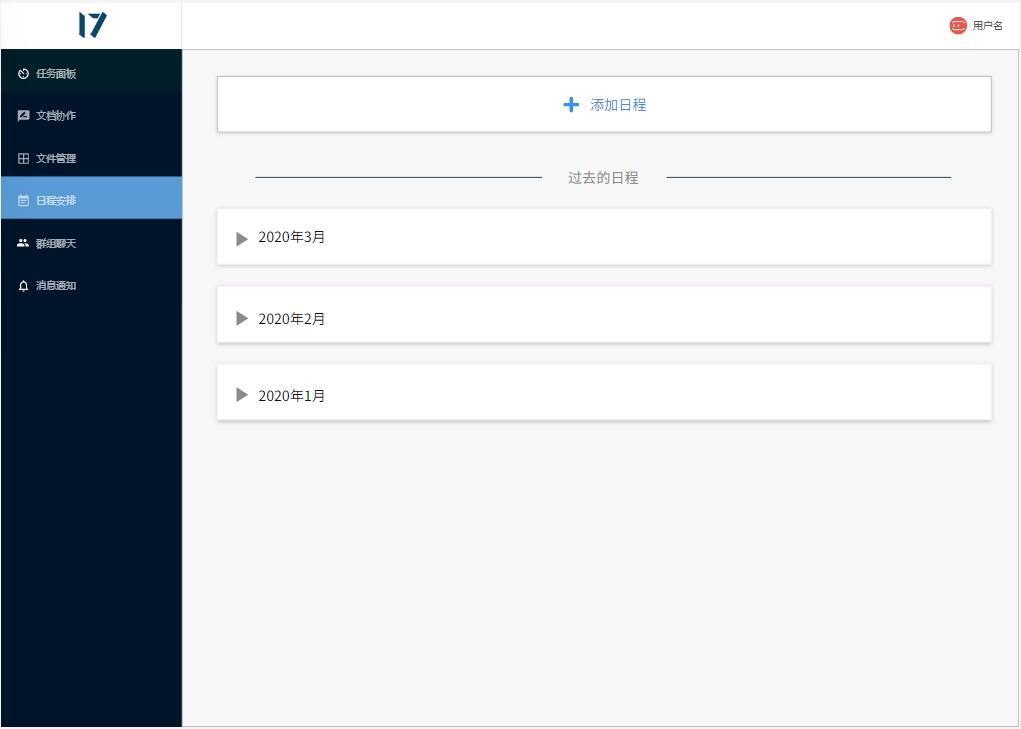 17
用户名
任务面板
文档协作
文件管理
日程安排
群组聊天
消息通知
添加日程
过去的日程
2020年3月
2020年2月
2020年1月